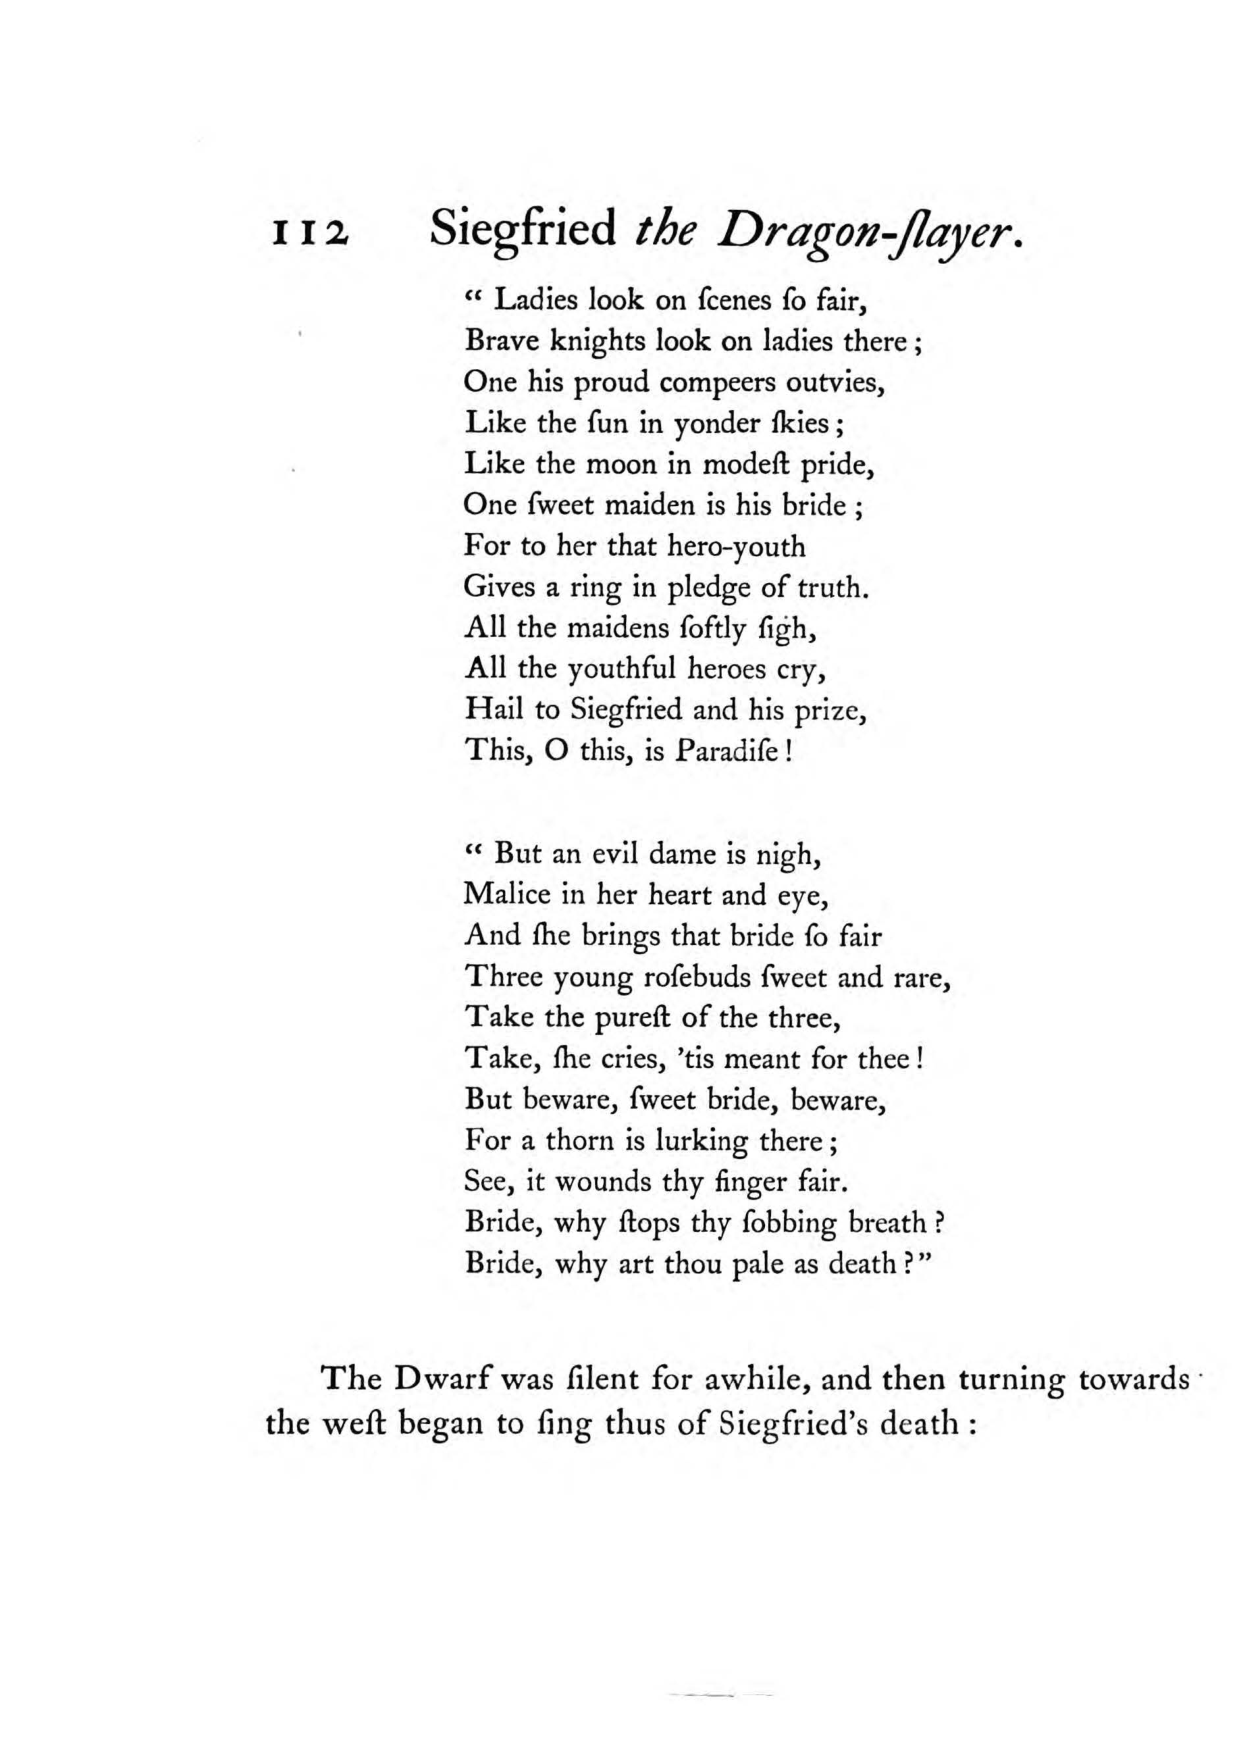 112 Siegfried the Dragon-ſlayer.
“ Ladies look on ſcenes ſo fair,
Brave knights look on ladies there ;
One his proud compeers outvies,
Like the ſun in yonder ſkies ;
Like the moon in modeſt pride,
One ſweet maiden is his bride ;
For to her that hero-youth
Gives a ring in pledge of truth.
All the maidens ſoftly ſigh,
All the youthful heroes cry,
Hail to Siegfried and his prize,
This, O this, is Paradiſe !
“ But an evil dame is nigh,
Malice in her heart and eye,
And ſhe brings that bride ſo fair
Three young roſebuds ſweet and rare,
Take the pureſt of the three,
Take, ſhe cries, ’tis meant for thee !
But beware, ſweet bride, beware,
For a thorn is lurking there ;
See, it wounds thy finger fair.
Bride, why ſtops thy ſobbing breath ?
Bride, why art thou pale as death ?”
The Dwarf was ſilent for awhile, and then turning towards
the weſt began to ſing thus of Siegfried’s death :